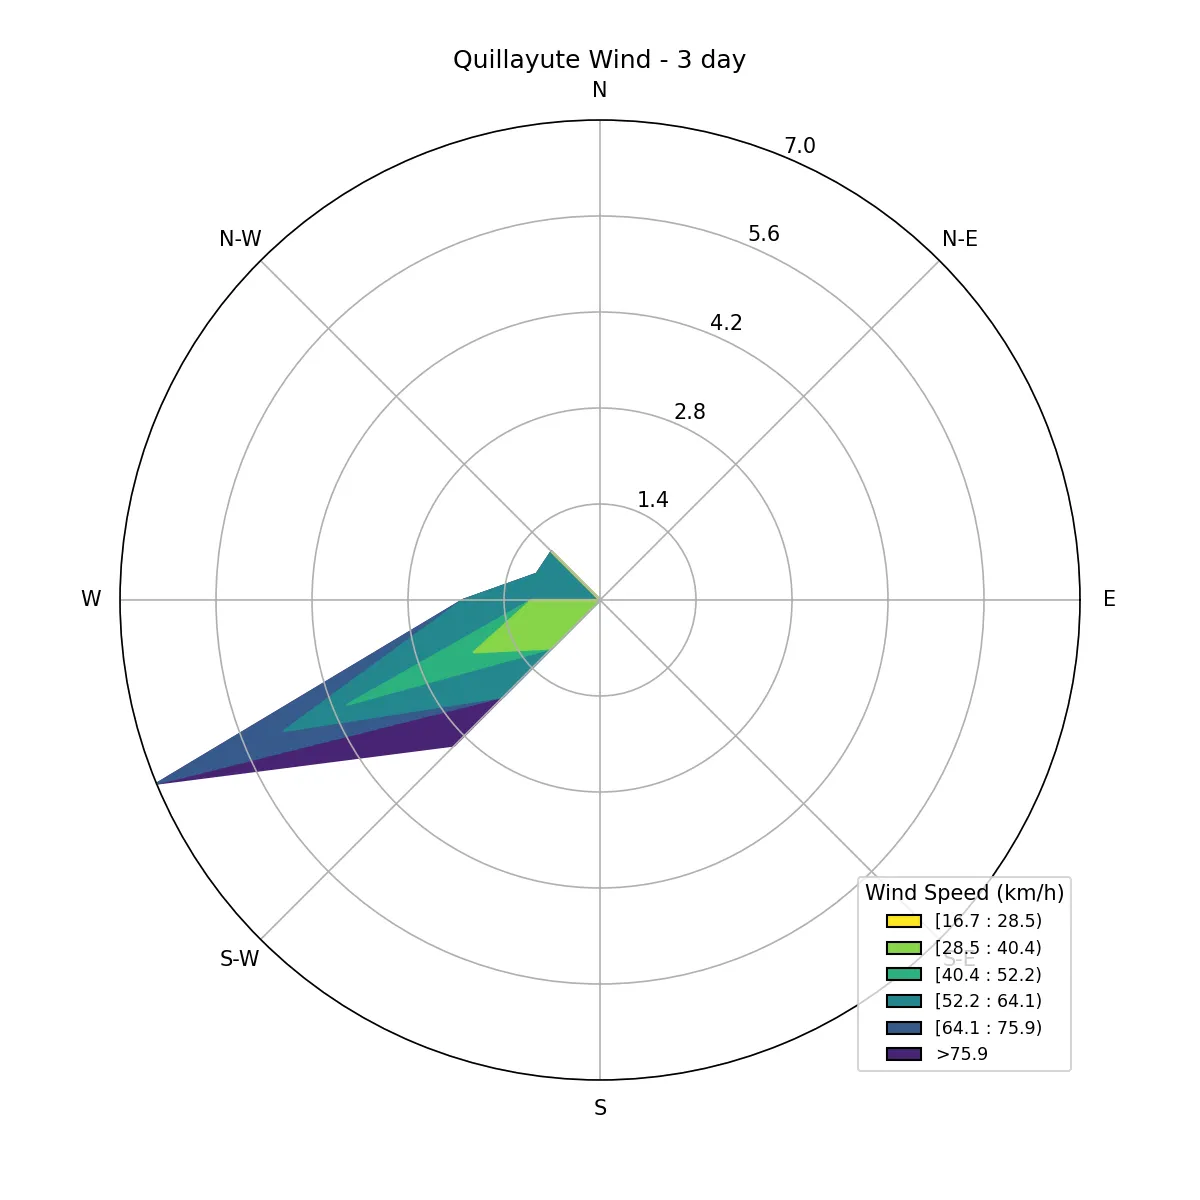 Quillayute Wind - 3 day
N
7.0
N-W
5.6
N-E
4.2
2.8
1.4
W
E
S-W
S-E
S
Wind Speed (km/h)
[16.7 : 28.5)
[28.5 : 40.4)
[40.4 : 52.2)
[52.2 : 64.1)
[64.1 : 75.9)
>75.9